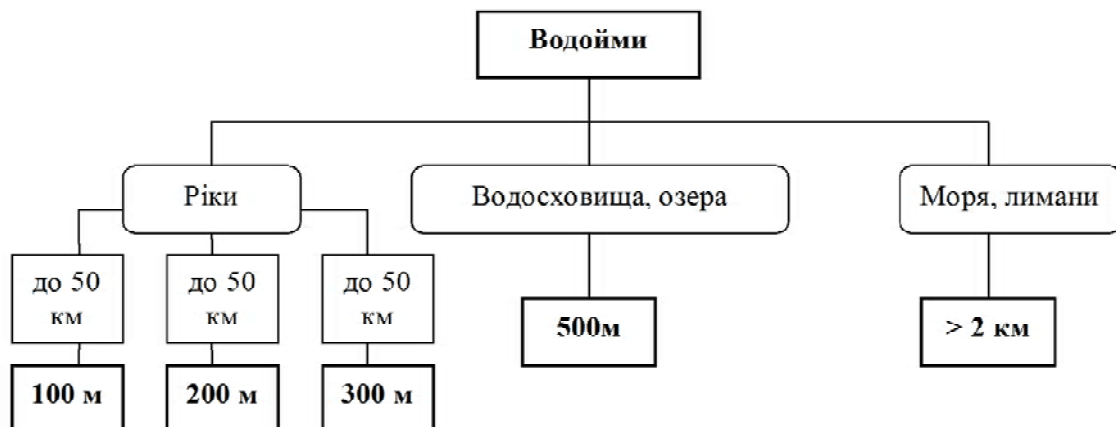 Водойми
Ріки
Водосховища, озера
Моря, лимани
до 50
км
до 50
км
до 50
км
500м
> 2 км
100 м
200 м
300 м